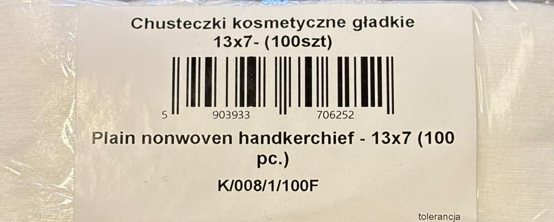 Chusteczki kosmetyczne gładkie
13x7- (100szt)
5 903933 706252
Plain nonwoven handkerchief - 13x7 (100
pc.)
K/008/1/100F
tolerancja